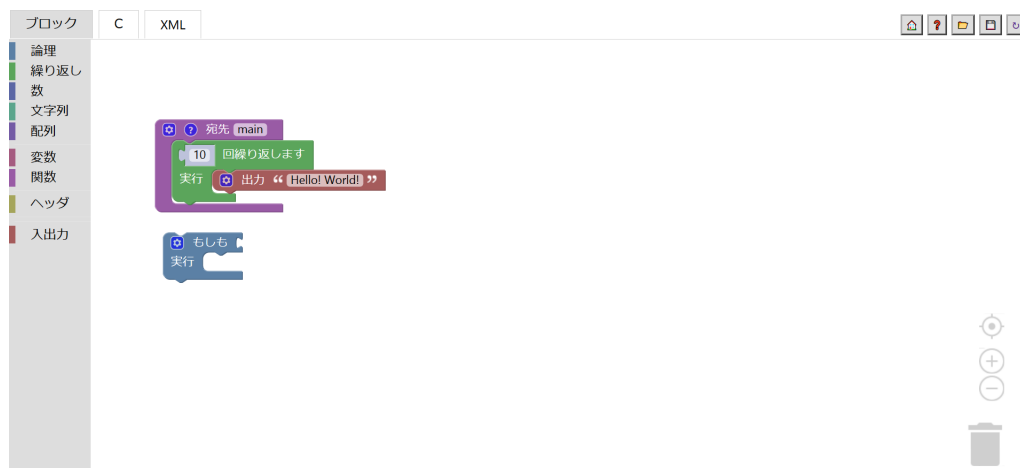 ブロック C XML
論理
繰り返し
数
文字列
配列
変数
関数
ヘッダ
入出力
? 宛先 main
10 回繰り返します
実行 出力 “ Hello! World! ”
もしも
実行